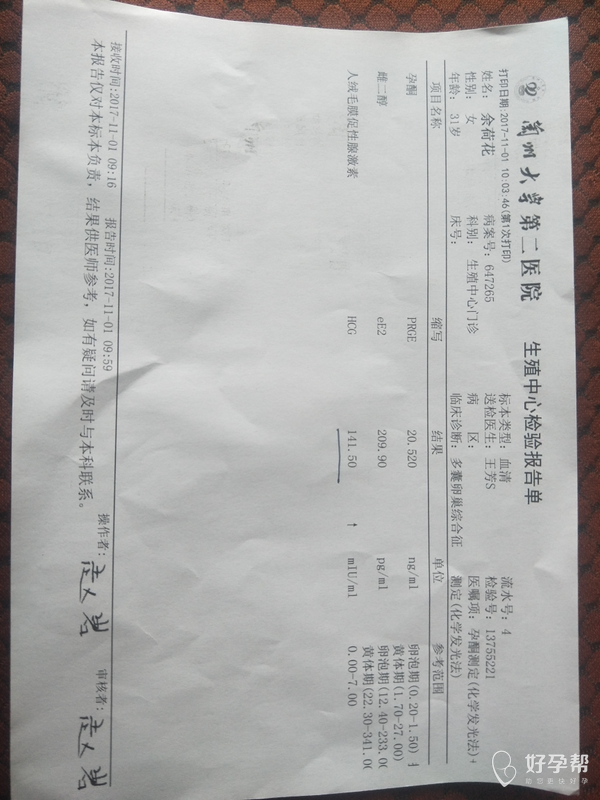 兰州大学第二医院 生殖中心检验报告单
打印日期:2017-11-01 10:03:46(第1次打印)
流水号: 4
姓名: 余荷花 病案号: 647265 标本类型: 血清 检验号: 13755221
性别: 女 科别: 生殖中心门诊 送检医生: 王芳S 医嘱项: 孕酮测定(化学发光法)+
年龄: 31岁 床号: 病 区: 临床诊断: 多囊卵巢综合征 测定(化学发光法)
项目名称 缩写 结果 单位 参考范围
孕酮 PRGE 20.520 ng/ml 卵泡期(0.20-1.50)
黄体期(1.70-27.00)
雌二醇 eE2 209.90 pg/ml 卵泡期(12.40-233.00
黄体期(22.30-341.00
人绒毛膜促性腺激素 HCG 141.50 ↑ mIU/ml 0.00-7.00
操作者: 审核者:
接收时间:2017-11-01 09:16 报告时间:2017-11-01 09:59
本报告仅对本标本负责，结果供医师参考，如有疑问请及时与本科联系。
好孕帮